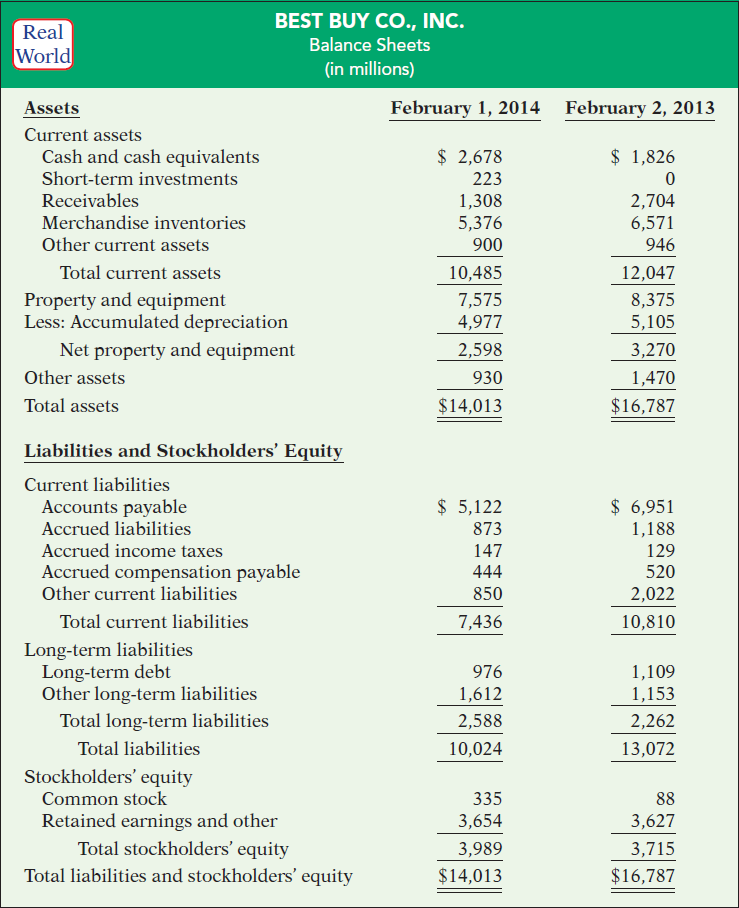 Real
World
BEST BUY CO., INC.
Balance Sheets
(in millions)
Assets February 1, 2014 February 2, 2013
Current assets
Cash and cash equivalents $ 2,678 $ 1,826
Short-term investments 223 0
Receivables 1,308 2,704
Merchandise inventories 5,376 6,571
Other current assets 900 946
Total current assets 10,485 12,047
Property and equipment 7,575 8,375
Less: Accumulated depreciation 4,977 5,105
Net property and equipment 2,598 3,270
Other assets 930 1,470
Total assets $14,013 $16,787
Liabilities and Stockholders’ Equity
Current liabilities
Accounts payable $ 5,122 $ 6,951
Accrued liabilities 873 1,188
Accrued income taxes 147 129
Accrued compensation payable 444 520
Other current liabilities 850 2,022
Total current liabilities 7,436 10,810
Long-term liabilities
Long-term debt 976 1,109
Other long-term liabilities 1,612 1,153
Total long-term liabilities 2,588 2,262
Total liabilities 10,024 13,072
Stockholders’ equity
Common stock 335 88
Retained earnings and other 3,654 3,627
Total stockholders’ equity 3,989 3,715
Total liabilities and stockholders’ equity $14,013 $16,787